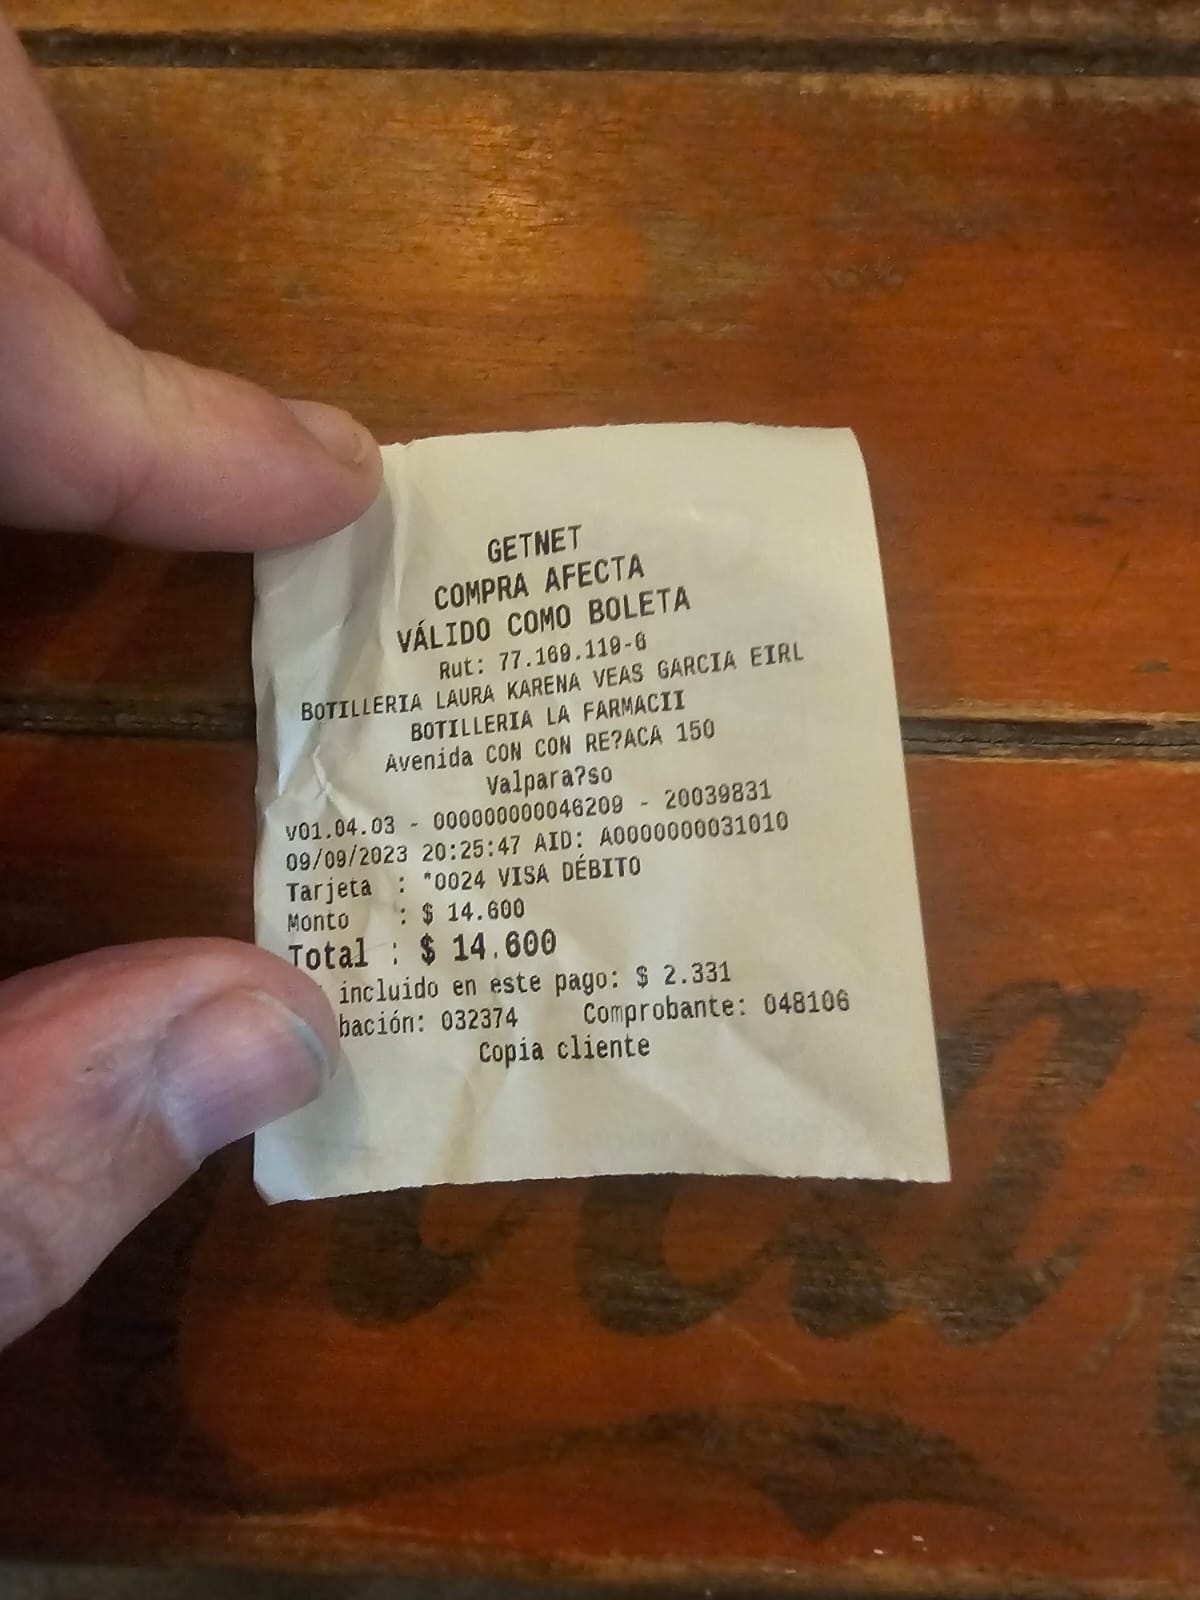 GETNET
COMPRA AFECTA
VÁLIDO COMO BOLETA
Rut: 77.169.119-6
BOTILLERIA LAURA KARENA VEAS GARCIA EIRL
BOTILLERIA LA FARMACII
Avenida CON CON RE?ACA 150
Valpara?so
v01.04.03 - 000000000046209 - 20039831
09/09/2023 20:25:47 AID: A0000000031010
Tarjeta : *0024 VISA DÉBITO
Monto : $ 14.600
Total : $ 14.600
incluido en este pago: $ 2.331
bación: 032374 Comprobante: 048106
Copia cliente